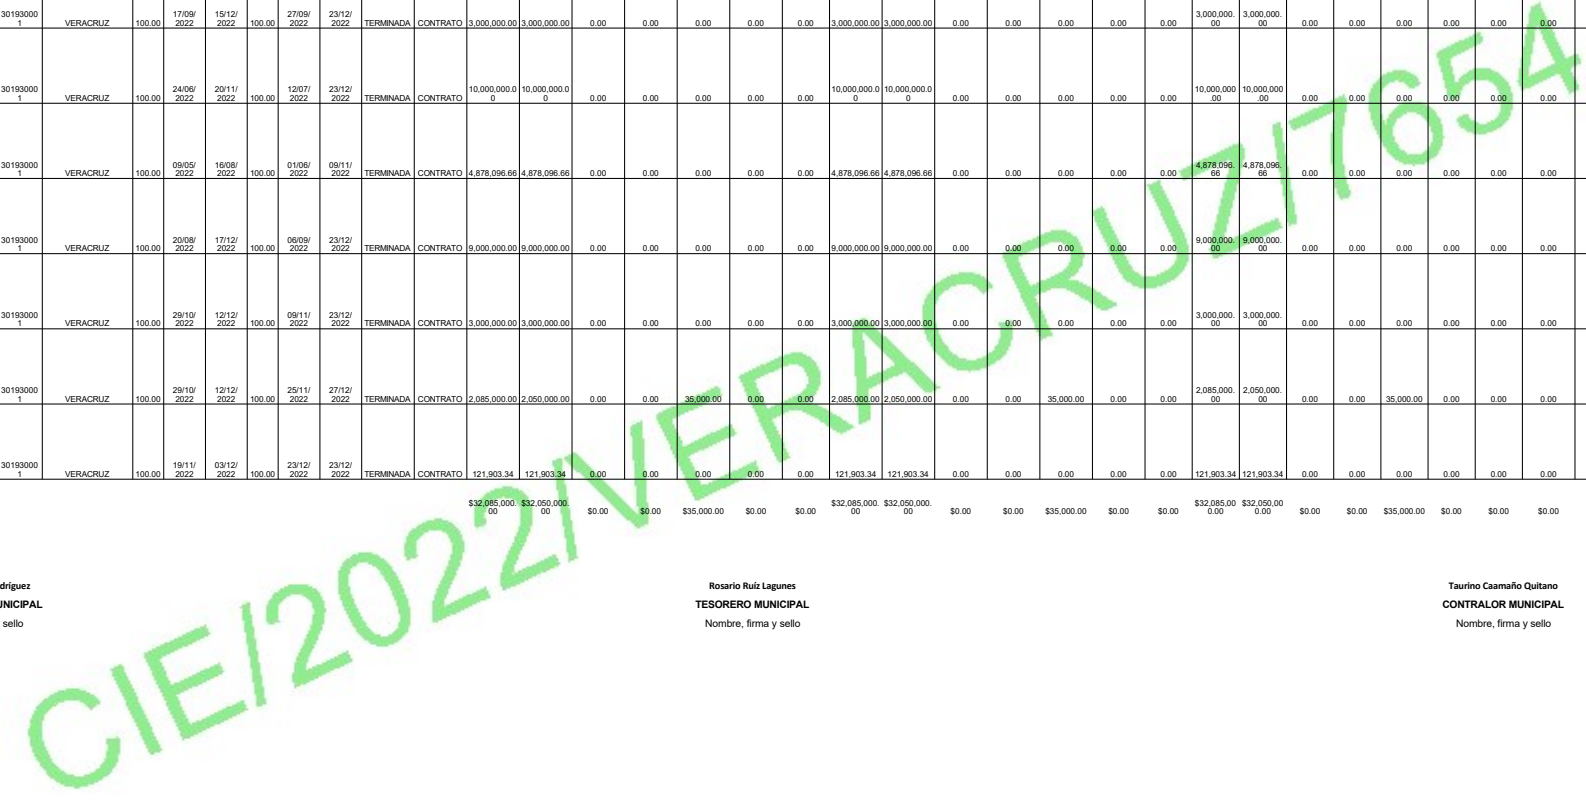 301930001 VERACRUZ 100.00 17/09/2022 15/12/2022 100.00 27/09/2022 23/12/2022 TERMINADA CONTRATO 3,000,000.00 3,000,000.00 0.00 0.00 0.00 0.00 0.00 3,000,000.00 3,000,000.00 0.00 0.00 0.00 0.00 0.00 3,000,000.00 3,000,000.00 0.00 0.00 0.00 0.00 0.00 0.00
301930001 VERACRUZ 100.00 24/06/2022 20/11/2022 100.00 12/07/2022 23/12/2022 TERMINADA CONTRATO 10,000,000.00 10,000,000.00 0.00 0.00 0.00 0.00 0.00 10,000,000.00 10,000,000.00 0.00 0.00 0.00 0.00 0.00 10,000,000.00 10,000,000.00 0.00 0.00 0.00 0.00 0.00 0.00
301930001 VERACRUZ 100.00 09/05/2022 16/08/2022 100.00 01/06/2022 09/11/2022 TERMINADA CONTRATO 4,878,096.66 4,878,096.66 0.00 0.00 0.00 0.00 0.00 4,878,096.66 4,878,096.66 0.00 0.00 0.00 0.00 0.00 4,878,096.66 4,878,096.66 0.00 0.00 0.00 0.00 0.00 0.00
301930001 VERACRUZ 100.00 20/08/2022 17/12/2022 100.00 06/09/2022 23/12/2022 TERMINADA CONTRATO 9,000,000.00 9,000,000.00 0.00 0.00 0.00 0.00 0.00 9,000,000.00 9,000,000.00 0.00 0.00 0.00 0.00 0.00 9,000,000.00 9,000,000.00 0.00 0.00 0.00 0.00 0.00 0.00
301930001 VERACRUZ 100.00 29/10/2022 12/12/2022 100.00 09/11/2022 23/12/2022 TERMINADA CONTRATO 3,000,000.00 3,000,000.00 0.00 0.00 0.00 0.00 0.00 3,000,000.00 3,000,000.00 0.00 0.00 0.00 0.00 0.00 3,000,000.00 3,000,000.00 0.00 0.00 0.00 0.00 0.00 0.00
301930001 VERACRUZ 100.00 29/10/2022 12/12/2022 100.00 25/11/2022 27/12/2022 TERMINADA CONTRATO 2,085,000.00 2,050,000.00 0.00 0.00 35,000.00 0.00 0.00 2,085,000.00 2,050,000.00 0.00 0.00 35,000.00 0.00 0.00 2,085,000.00 2,050,000.00 0.00 0.00 35,000.00 0.00 0.00 0.00
301930001 VERACRUZ 100.00 19/11/2022 03/12/2022 100.00 23/12/2022 23/12/2022 TERMINADA CONTRATO 121,903.34 121,903.34 0.00 0.00 0.00 0.00 0.00 121,903.34 121,903.34 0.00 0.00 0.00 0.00 0.00 121,903.34 121,903.34 0.00 0.00 0.00 0.00 0.00 0.00
$32,085,000.00 $32,050,000.00 $0.00 $0.00 $35,000.00 $0.00 $0.00 $32,085,000.00 $32,050,000.00 $0.00 $0.00 $35,000.00 $0.00 $0.00 $32,085,000.00 $32,050,000.00 $0.00 $0.00 $35,000.00 $0.00 $0.00 $0.00
dríguez
UNICIPAL
sello
Rosario Ruíz Lagunes
TESORERO MUNICIPAL
Nombre, firma y sello
Taurino Caamaño Quitano
CONTRALOR MUNICIPAL
Nombre, firma y sello
CIE/2022/VERACRUZ/7654